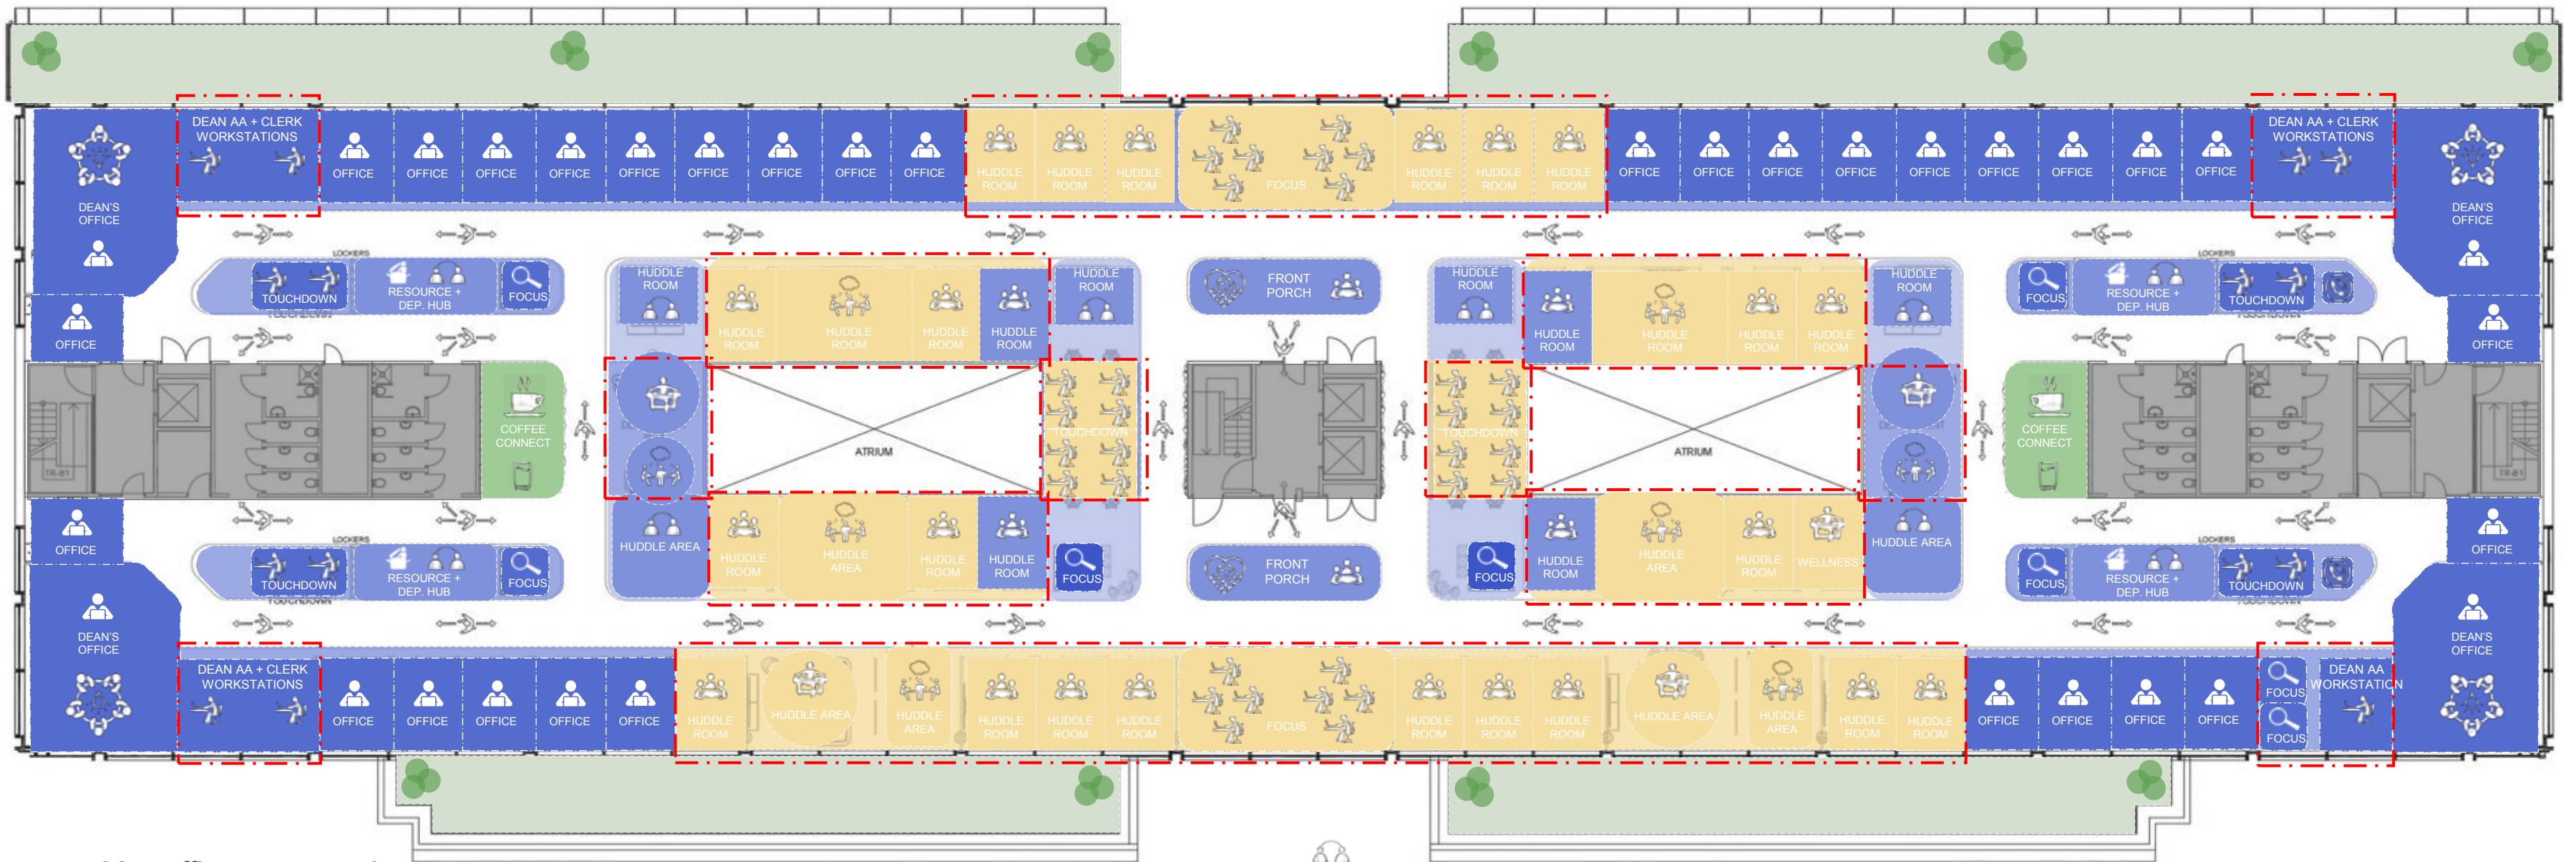 DEAN AA + CLERK
WORKSTATIONS
DEAN AA + CLERK
WORKSTATIONS
DEAN'S
OFFICE
OFFICE
OFFICE
OFFICE
OFFICE
OFFICE
OFFICE
OFFICE
OFFICE
OFFICE
HUDDLE
ROOM
HUDDLE
ROOM
HUDDLE
ROOM
FOCUS
HUDDLE
ROOM
HUDDLE
ROOM
HUDDLE
ROOM
OFFICE
OFFICE
OFFICE
OFFICE
OFFICE
OFFICE
OFFICE
OFFICE
OFFICE
DEAN'S
OFFICE
LOCKERS
LOCKERS
TOUCHDOWN
RESOURCE +
DEP. HUB
FOCUS
TOUCHDOWN
HUDDLE
ROOM
HUDDLE
ROOM
HUDDLE
ROOM
HUDDLE
ROOM
HUDDLE
ROOM
HUDDLE
ROOM
FRONT
PORCH
HUDDLE
ROOM
HUDDLE
ROOM
HUDDLE
ROOM
HUDDLE
ROOM
HUDDLE
ROOM
HUDDLE
ROOM
FOCUS
RESOURCE +
DEP. HUB
TOUCHDOWN
TOUCHDOWN
OFFICE
OFFICE
COFFEE
CONNECT
ATRIUM
TOUCHDOWN
TOUCHDOWN
ATRIUM
COFFEE
CONNECT
TR-B1
TR-B1
OFFICE
OFFICE
LOCKERS
LOCKERS
TOUCHDOWN
RESOURCE +
DEP. HUB
FOCUS
TOUCHDOWN
HUDDLE AREA
HUDDLE
ROOM
HUDDLE
AREA
HUDDLE
ROOM
HUDDLE
ROOM
FOCUS
FRONT
PORCH
FOCUS
HUDDLE
ROOM
HUDDLE
AREA
HUDDLE
ROOM
WELLNESS
HUDDLE AREA
FOCUS
RESOURCE +
DEP. HUB
TOUCHDOWN
TOUCHDOWN
DEAN'S
OFFICE
DEAN AA + CLERK
WORKSTATIONS
OFFICE
OFFICE
OFFICE
OFFICE
OFFICE
HUDDLE
ROOM
HUDDLE AREA
HUDDLE
AREA
HUDDLE
ROOM
HUDDLE
ROOM
HUDDLE
ROOM
FOCUS
HUDDLE
ROOM
HUDDLE
ROOM
HUDDLE
ROOM
HUDDLE AREA
HUDDLE
AREA
HUDDLE
ROOM
HUDDLE
ROOM
OFFICE
OFFICE
OFFICE
OFFICE
FOCUS
FOCUS
DEAN AA
WORKSTATION
DEAN'S
OFFICE